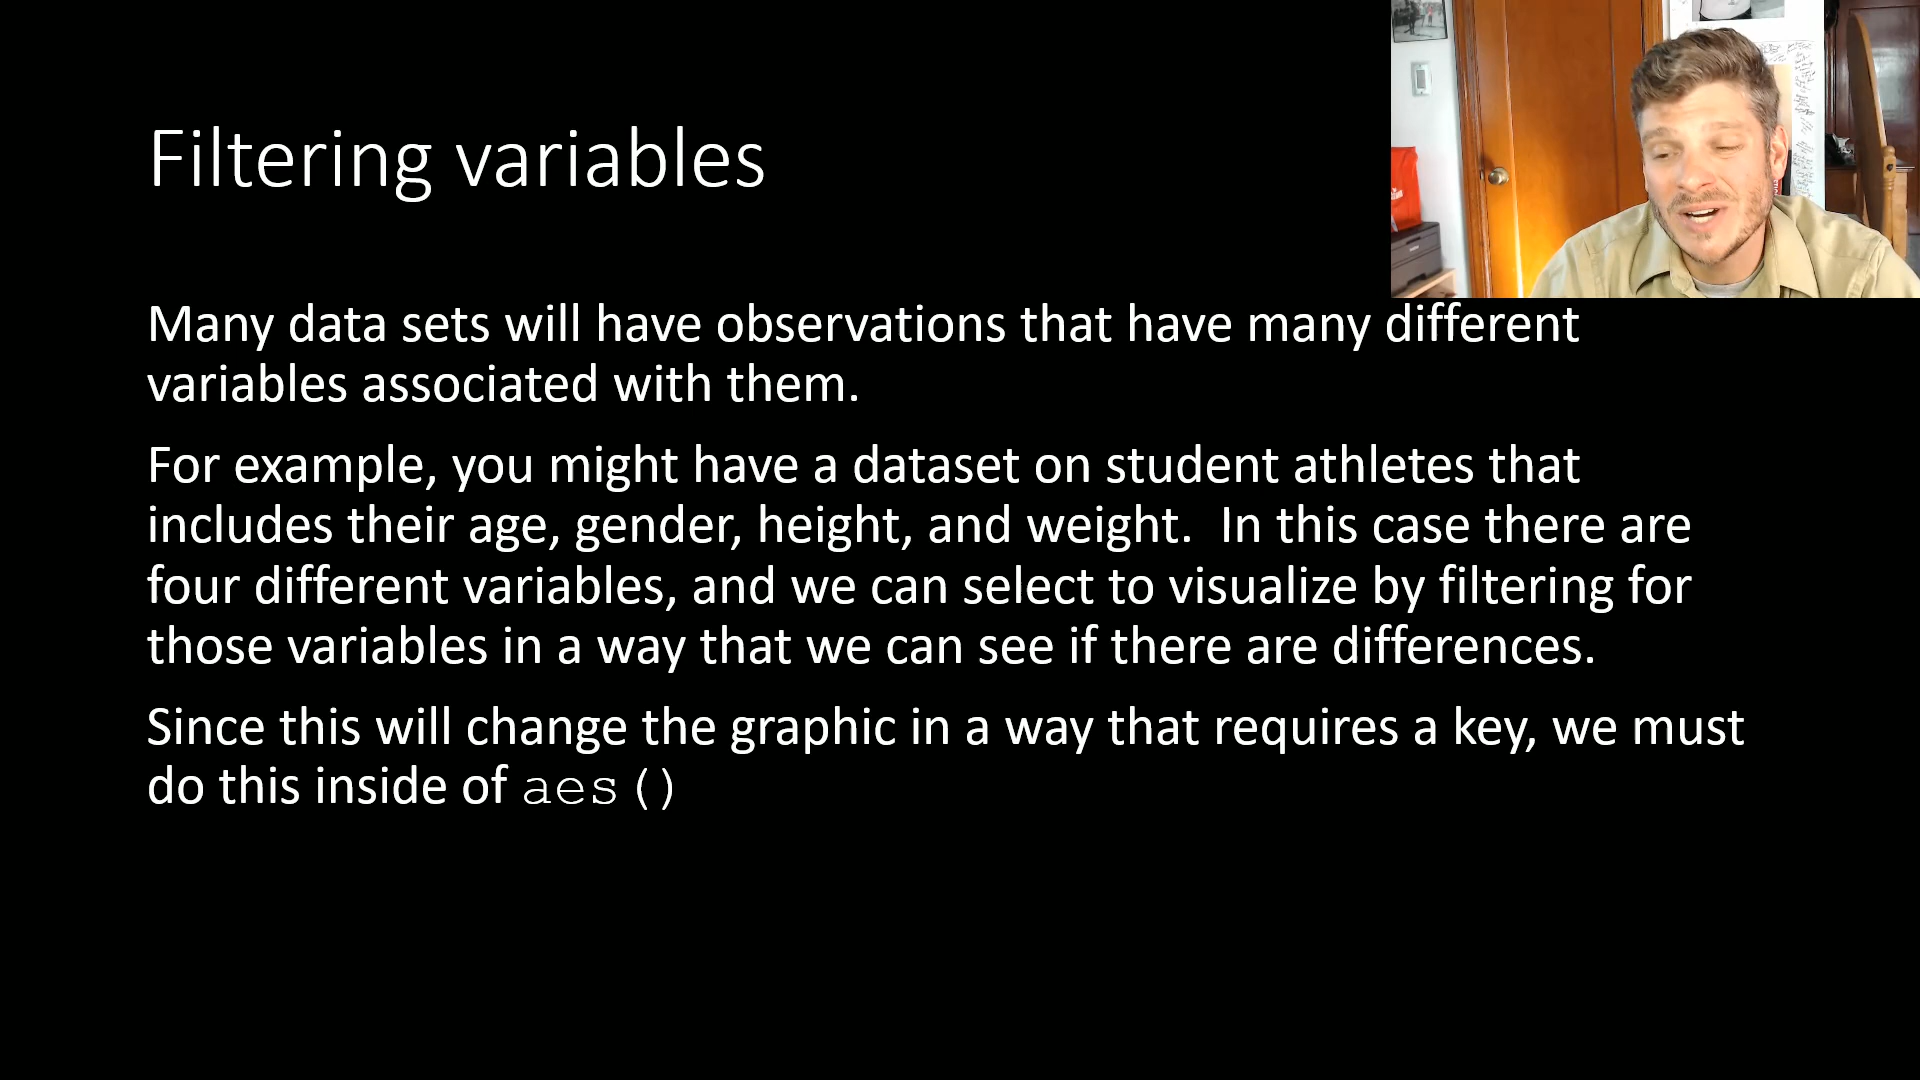 Filtering variables
Many data sets will have observations that have many different
variables associated with them.
For example, you might have a dataset on student athletes that
includes their age, gender, height, and weight.  In this case there are
four different variables, and we can select to visualize by filtering for
those variables in a way that we can see if there are differences.
Since this will change the graphic in a way that requires a key, we must
do this inside of aes()